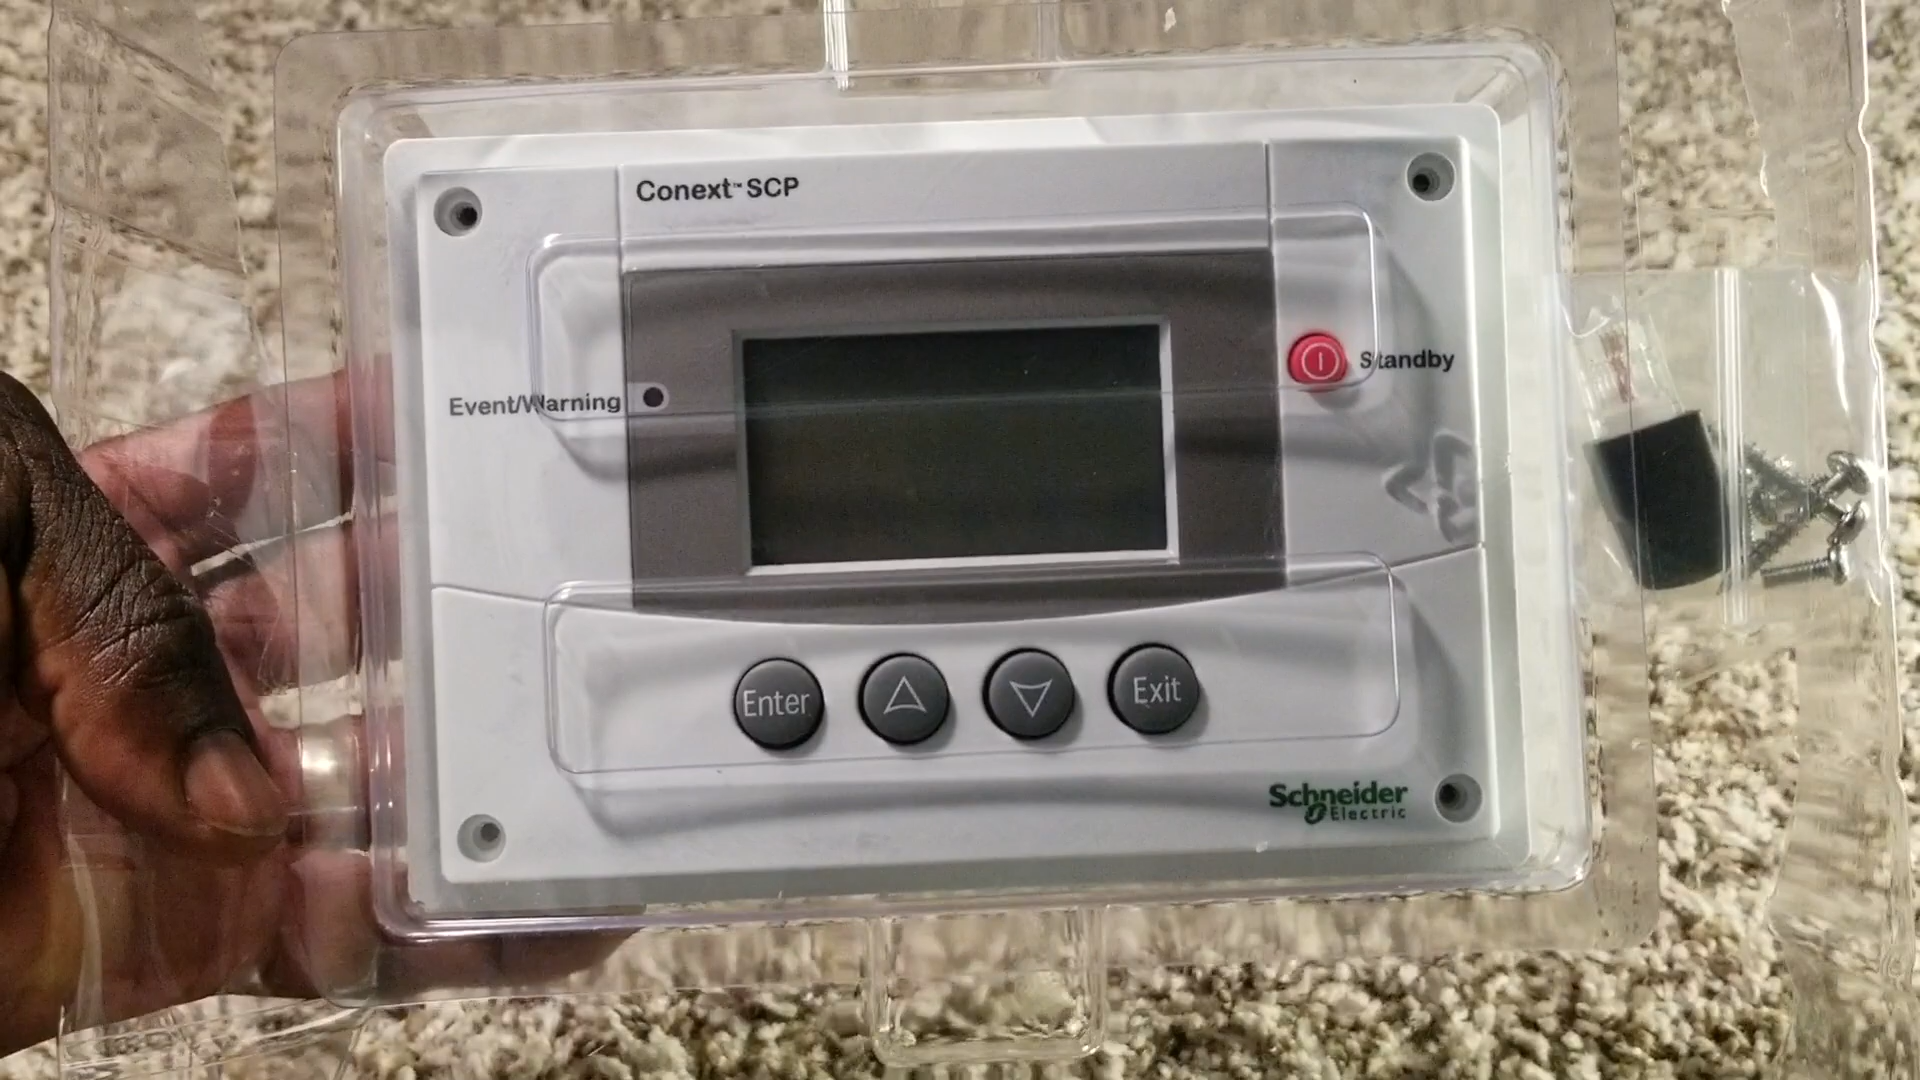 Conext™ SCP
Event/Warning
Standby
Enter
Exit
Schneider
Electric